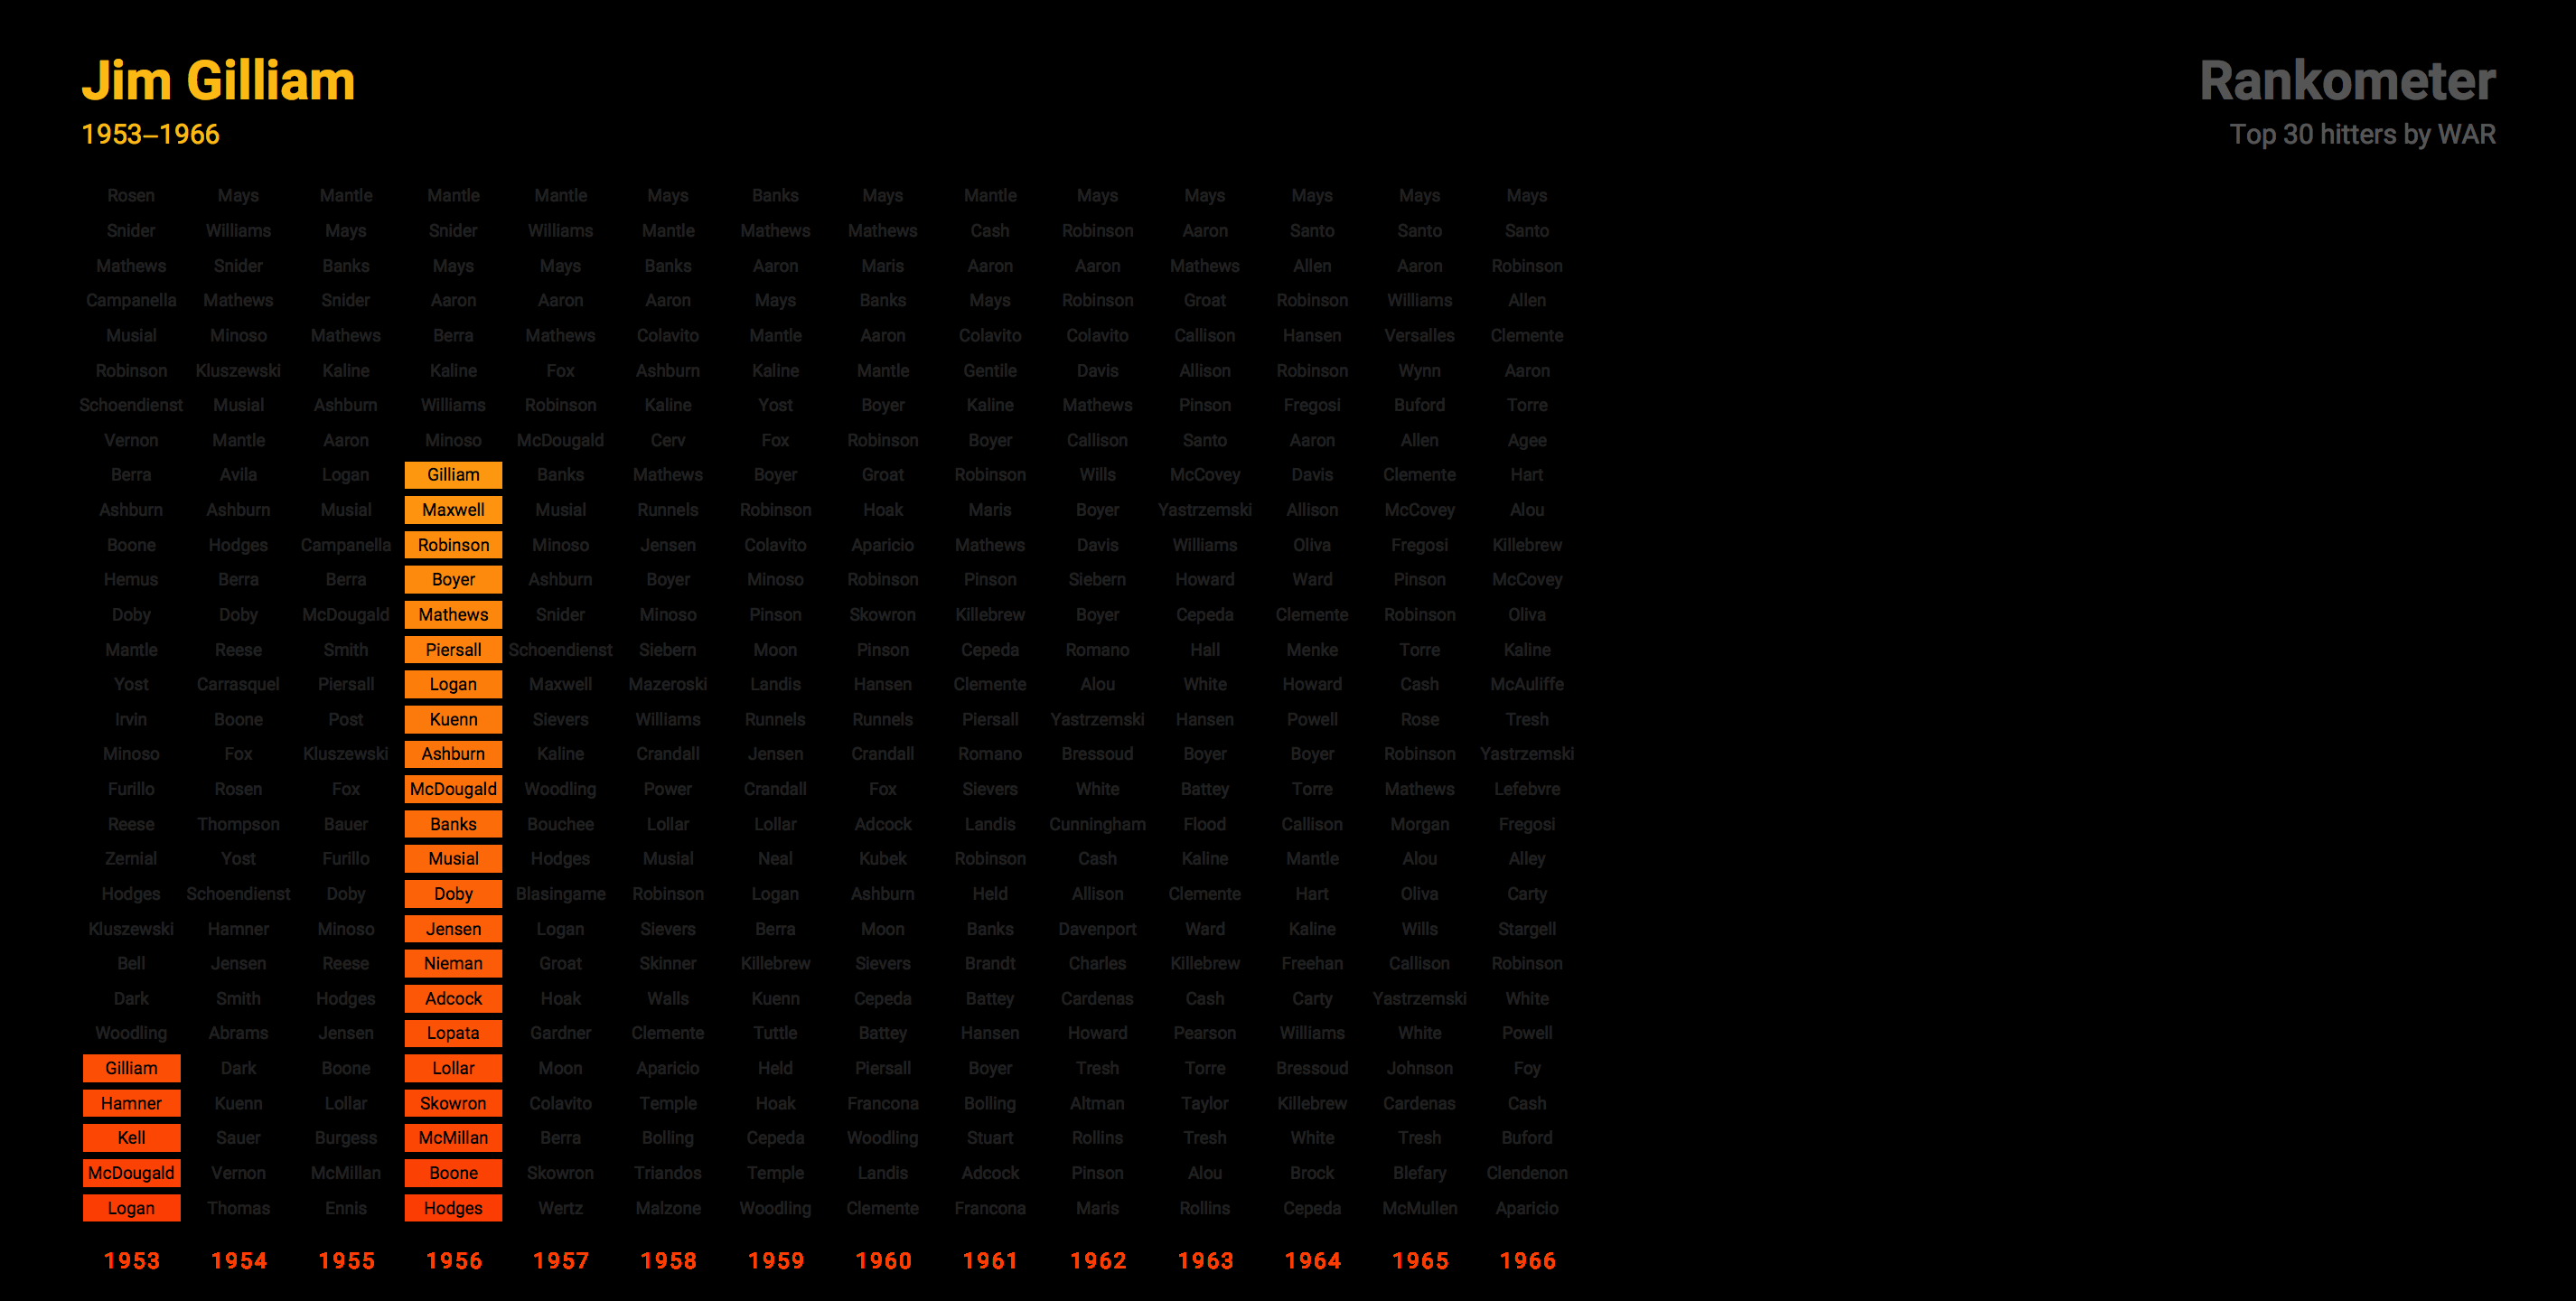 Jim Gilliam
1953–1966
Rankometer
Top 30 hitters by WAR
Rosen Mays Mantle Mantle Mantle Mays Banks Mays Mantle Mays Mays Mays Mays Mays
Snider Williams Mays Snider Williams Mantle Mathews Mathews Cash Robinson Aaron Santo Santo Santo
Mathews Snider Banks Mays Mays Banks Aaron Maris Aaron Aaron Mathews Allen Aaron Robinson
Campanella Mathews Snider Aaron Aaron Aaron Mays Banks Mays Robinson Groat Robinson Williams Allen
Musial Minoso Mathews Berra Mathews Colavito Mantle Aaron Colavito Colavito Callison Hansen Versalles Clemente
Robinson Kluszewski Kaline Kaline Fox Ashburn Kaline Mantle Gentile Davis Allison Robinson Wynn Aaron
Schoendienst Musial Ashburn Williams Robinson Kaline Yost Boyer Kaline Mathews Pinson Fregosi Buford Torre
Vernon Mantle Aaron Minoso McDougald Cerv Fox Robinson Boyer Callison Santo Aaron Allen Agee
Berra Avila Logan Gilliam Banks Mathews Boyer Groat Robinson Wills McCovey Davis Clemente Hart
Ashburn Ashburn Musial Maxwell Musial Runnels Robinson Hoak Maris Boyer Yastrzemski Allison McCovey Alou
Boone Hodges Campanella Robinson Minoso Jensen Colavito Aparicio Mathews Davis Williams Oliva Fregosi Killebrew
Hemus Berra Berra Boyer Ashburn Boyer Minoso Robinson Pinson Siebern Howard Ward Pinson McCovey
Doby Doby McDougald Mathews Snider Minoso Pinson Skowron Killebrew Boyer Cepeda Clemente Robinson Oliva
Mantle Reese Smith Piersall Schoendienst Siebern Moon Pinson Cepeda Romano Hall Menke Torre Kaline
Yost Carrasquel Piersall Logan Maxwell Mazeroski Landis Hansen Clemente Alou White Howard Cash McAuliffe
Irvin Boone Post Kuenn Sievers Williams Runnels Runnels Piersall Yastrzemski Hansen Powell Rose Tresh
Minoso Fox Kluszewski Ashburn Kaline Crandall Jensen Crandall Romano Bressoud Boyer Boyer Robinson Yastrzemski
Furillo Rosen Fox McDougald Woodling Power Crandall Fox Sievers White Battey Torre Mathews Lefebvre
Reese Thompson Bauer Banks Bouchee Lollar Lollar Adcock Landis Cunningham Flood Callison Morgan Fregosi
Zernial Yost Furillo Musial Hodges Musial Neal Kubek Robinson Cash Kaline Mantle Alou Alley
Hodges Schoendienst Doby Doby Blasingame Robinson Logan Ashburn Held Allison Clemente Hart Oliva Carty
Kluszewski Hamner Minoso Jensen Logan Sievers Berra Moon Banks Davenport Ward Kaline Wills Stargell
Bell Jensen Reese Nieman Groat Skinner Killebrew Sievers Brandt Charles Killebrew Freehan Callison Robinson
Dark Smith Hodges Adcock Hoak Walls Kuenn Cepeda Battey Cardenas Cash Carty Yastrzemski White
Woodling Abrams Jensen Lopata Gardner Clemente Tuttle Battey Hansen Howard Pearson Williams White Powell
Gilliam Dark Boone Lollar Moon Aparicio Held Piersall Boyer Tresh Torre Bressoud Johnson Foy
Hamner Kuenn Lollar Skowron Colavito Temple Hoak Francona Bolling Altman Taylor Killebrew Cardenas Cash
Kell Sauer Burgess McMillan Berra Bolling Cepeda Woodling Stuart Rollins Tresh White Tresh Buford
McDougald Vernon McMillan Boone Skowron Triandos Temple Landis Adcock Pinson Alou Brock Blefary Clendenon
Logan Thomas Ennis Hodges Wertz Malzone Woodling Clemente Francona Maris Rollins Cepeda McMullen Aparicio
1953 1954 1955 1956 1957 1958 1959 1960 1961 1962 1963 1964 1965 1966